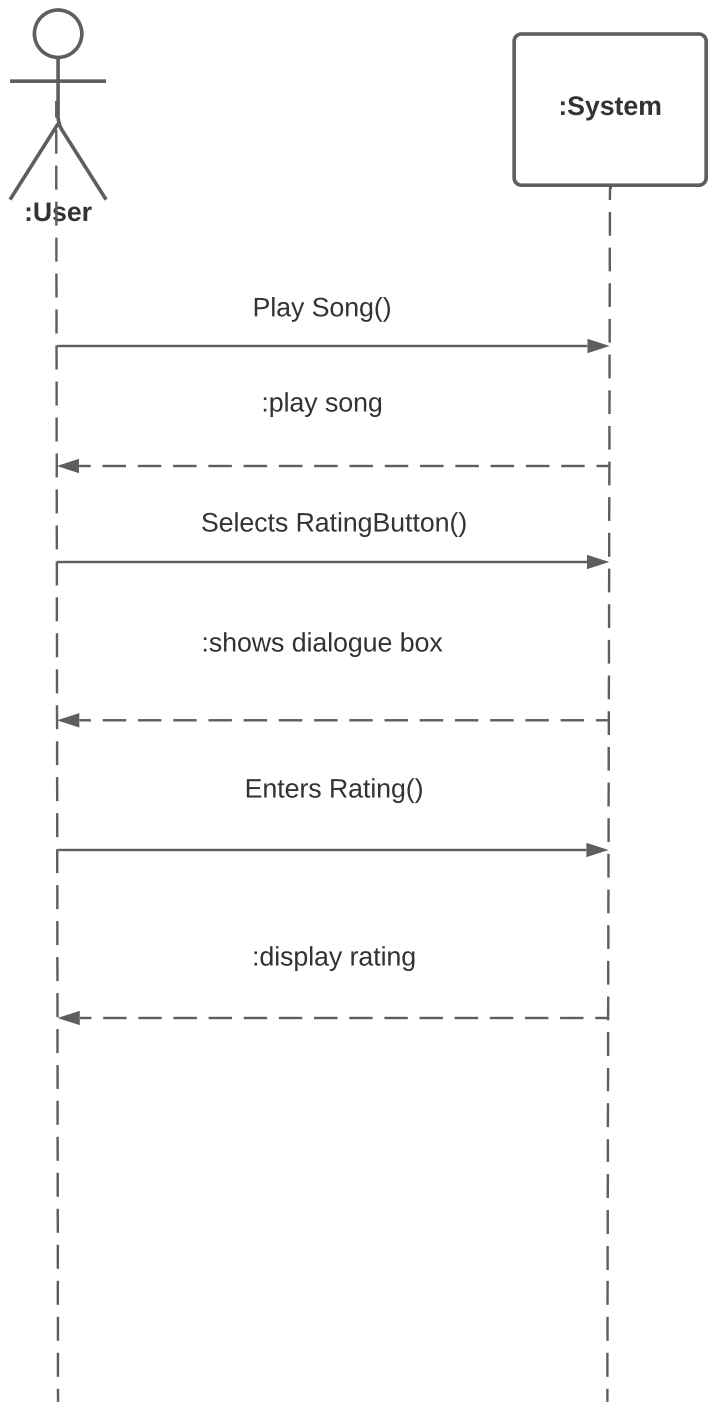 :System
:User
Play Song()
:play song
Selects RatingButton()
:shows dialogue box
Enters Rating()
:display rating